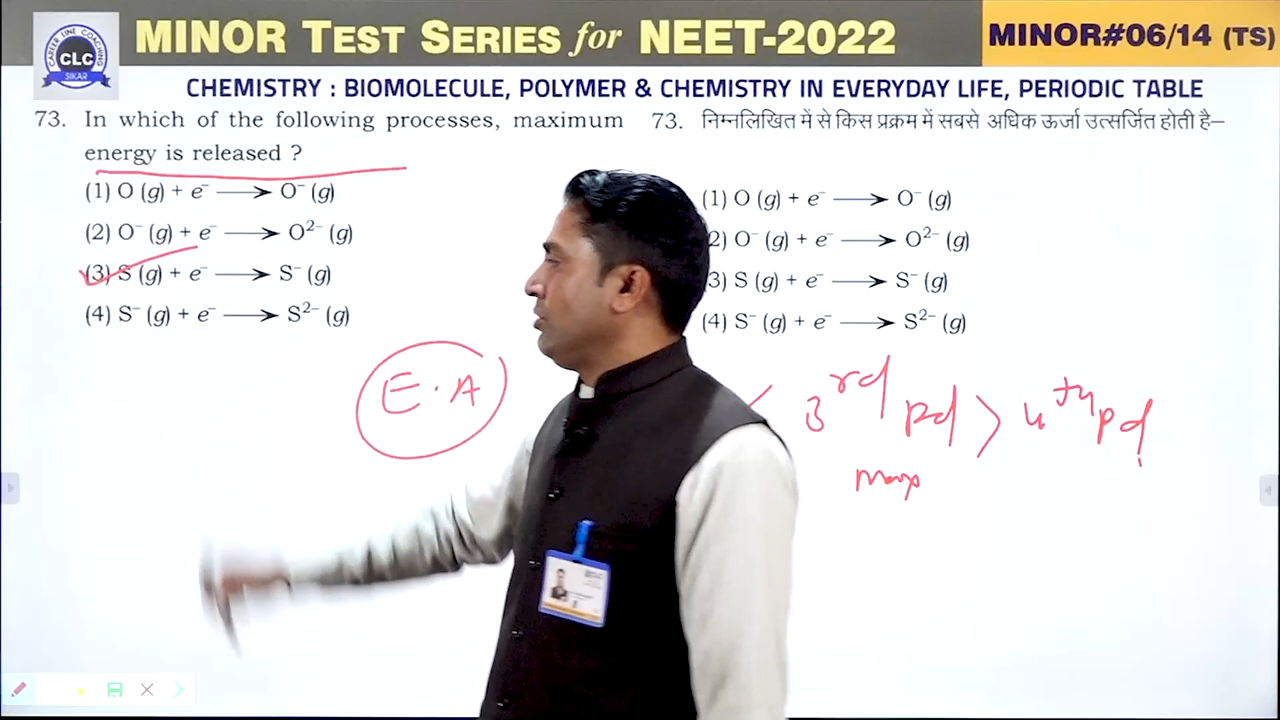 CAREER LINE COACHING
CLC
SIKAR
MINOR TEST SERIES for NEET-2022
MINOR#06/14 (TS)
CHEMISTRY : BIOMOLECULE, POLYMER & CHEMISTRY IN EVERYDAY LIFE, PERIODIC TABLE
73. In which of the following processes, maximum
energy is released ?
(1) O (g) + e⁻ ⟶ O⁻ (g)
(2) O⁻ (g) + e⁻ ⟶ O²⁻ (g)
(3) S (g) + e⁻ ⟶ S⁻ (g)
(4) S⁻ (g) + e⁻ ⟶ S²⁻ (g)
73. निम्नलिखित में से किस प्रक्रम में सबसे अधिक ऊर्जा उत्सर्जित होती है–
(1) O (g) + e⁻ ⟶ O⁻ (g)
2) O⁻ (g) + e⁻ ⟶ O²⁻ (g)
3) S (g) + e⁻ ⟶ S⁻ (g)
(4) S⁻ (g) + e⁻ ⟶ S²⁻ (g)
E.A
< 3rd pd > 4th pd
max